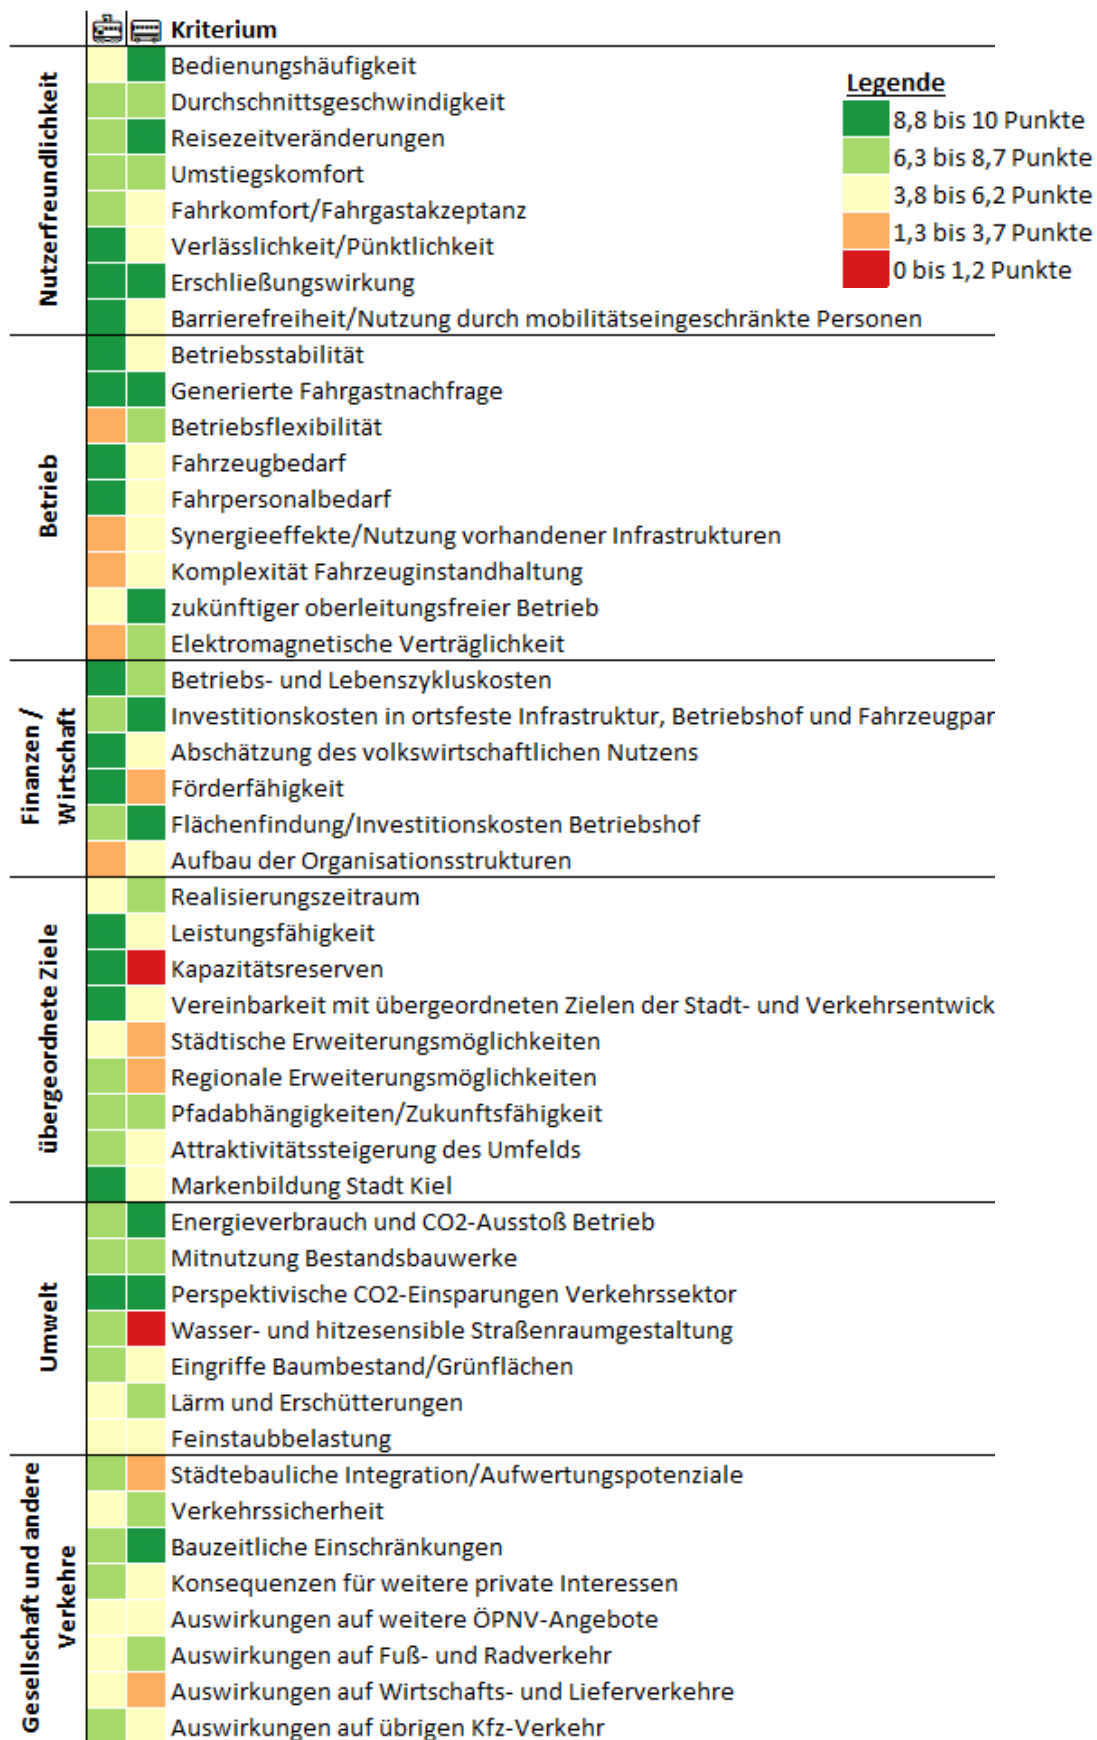 Kriterium
Nutzerfreundlichkeit
Bedienungshäufigkeit
Durchschnittsgeschwindigkeit
Reisezeitveränderungen
Umstiegskomfort
Fahrkomfort/Fahrgastakzeptanz
Verlässlichkeit/Pünktlichkeit
Erschließungswirkung
Barrierefreiheit/Nutzung durch mobilitätseingeschränkte Personen
Legende
8,8 bis 10 Punkte
6,3 bis 8,7 Punkte
3,8 bis 6,2 Punkte
1,3 bis 3,7 Punkte
0 bis 1,2 Punkte
Betrieb
Betriebsstabilität
Generierte Fahrgastnachfrage
Betriebsflexibilität
Fahrzeugbedarf
Fahrpersonalbedarf
Synergieeffekte/Nutzung vorhandener Infrastrukturen
Komplexität Fahrzeuginstandhaltung
zukünftiger oberleitungsfreier Betrieb
Elektromagnetische Verträglichkeit
Finanzen /
Wirtschaft
Betriebs- und Lebenszykluskosten
Investitionskosten in ortsfeste Infrastruktur, Betriebshof und Fahrzeugpar
Abschätzung des volkswirtschaftlichen Nutzens
Förderfähigkeit
Flächenfindung/Investitionskosten Betriebshof
Aufbau der Organisationsstrukturen
übergeordnete Ziele
Realisierungszeitraum
Leistungsfähigkeit
Kapazitätsreserven
Vereinbarkeit mit übergeordneten Zielen der Stadt- und Verkehrsentwick
Städtische Erweiterungsmöglichkeiten
Regionale Erweiterungsmöglichkeiten
Pfadabhängigkeiten/Zukunftsfähigkeit
Attraktivitätssteigerung des Umfelds
Markenbildung Stadt Kiel
Umwelt
Energieverbrauch und CO2-Ausstoß Betrieb
Mitnutzung Bestandsbauwerke
Perspektivische CO2-Einsparungen Verkehrssektor
Wasser- und hitzesensible Straßenraumgestaltung
Eingriffe Baumbestand/Grünflächen
Lärm und Erschütterungen
Feinstaubbelastung
Gesellschaft und andere
Verkehre
Städtebauliche Integration/Aufwertungspotenziale
Verkehrssicherheit
Bauzeitliche Einschränkungen
Konsequenzen für weitere private Interessen
Auswirkungen auf weitere ÖPNV-Angebote
Auswirkungen auf Fuß- und Radverkehr
Auswirkungen auf Wirtschafts- und Lieferverkehre
Auswirkungen auf übrigen Kfz-Verkehr